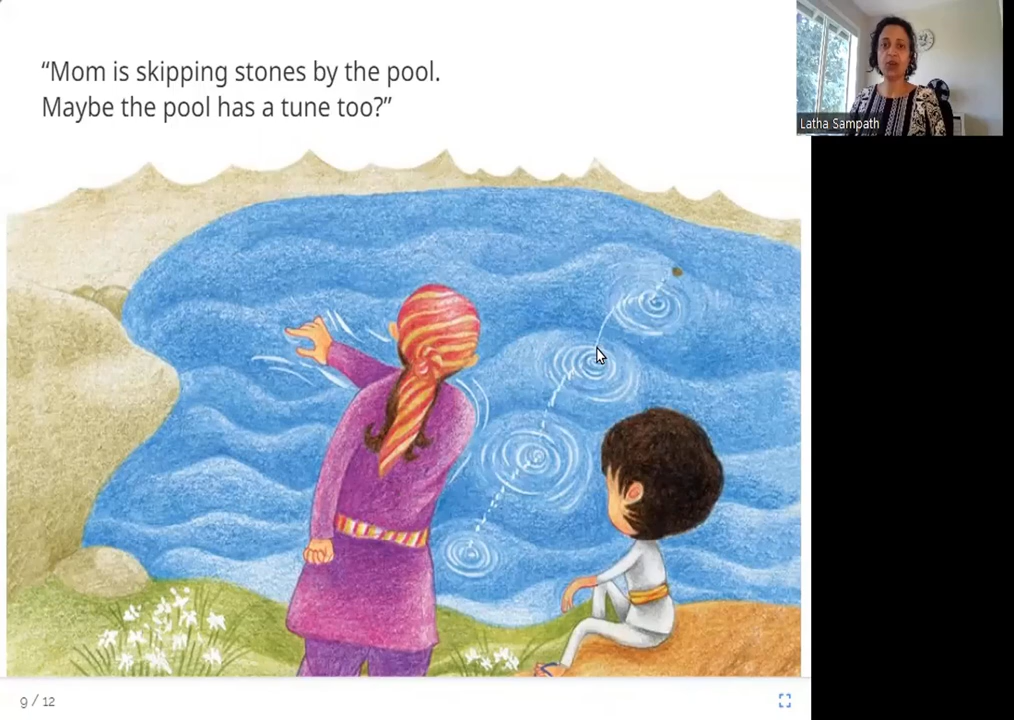 “Mom is skipping stones by the pool.
Maybe the pool has a tune too?”
Latha Sampath
9 / 12